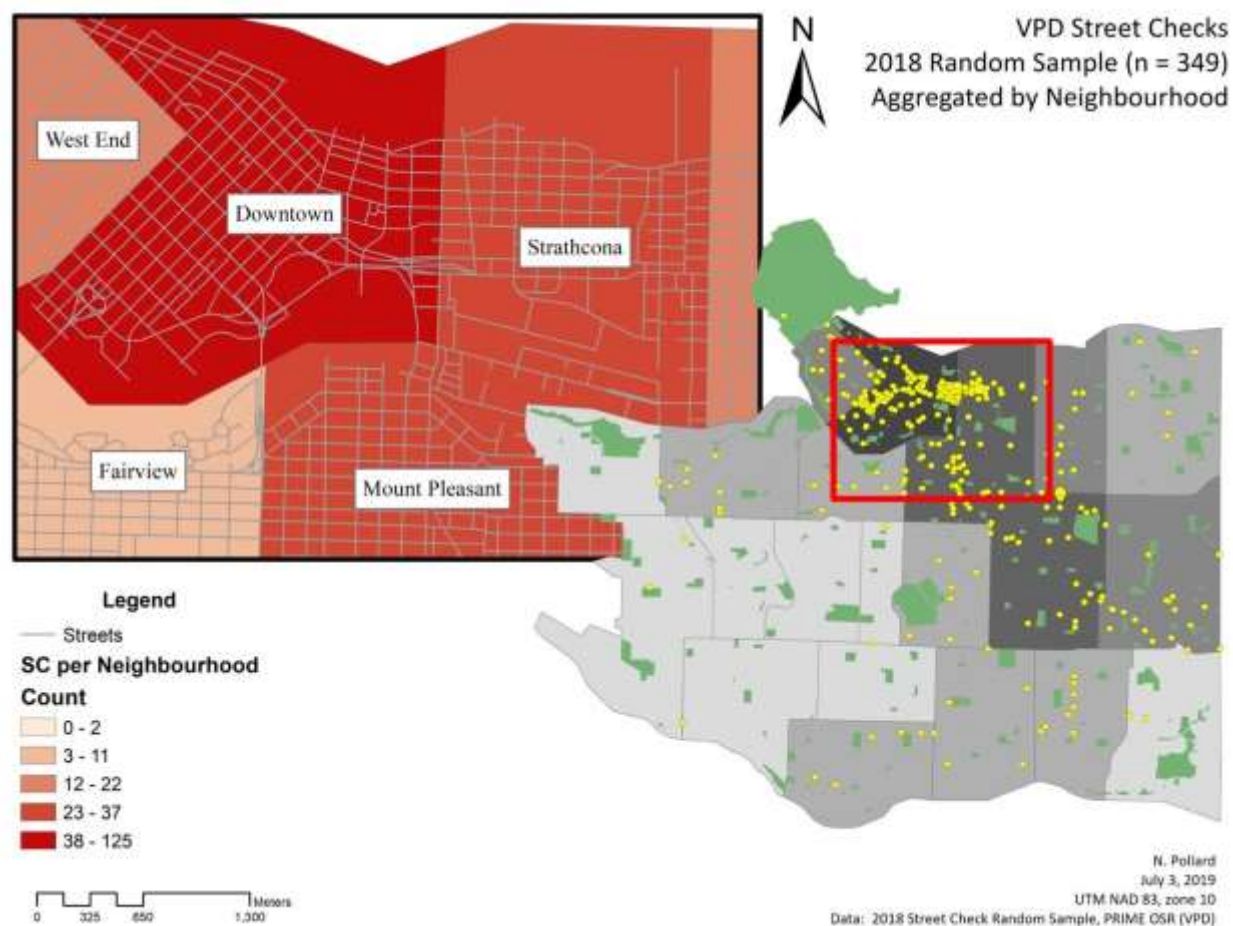 N
VPD Street Checks
2018 Random Sample (n = 349)
Aggregated by Neighbourhood
West End
Downtown
Strathcona
Fairview
Mount Pleasant
Legend
Streets
SC per Neighbourhood
Count
0 - 2
3 - 11
12 - 22
23 - 37
38 - 125
Meters
0 325 650 1,300
N. Pollard
July 3, 2019
UTM NAD 83, zone 10
Data: 2018 Street Check Random Sample, PRIME OSR (VPD)